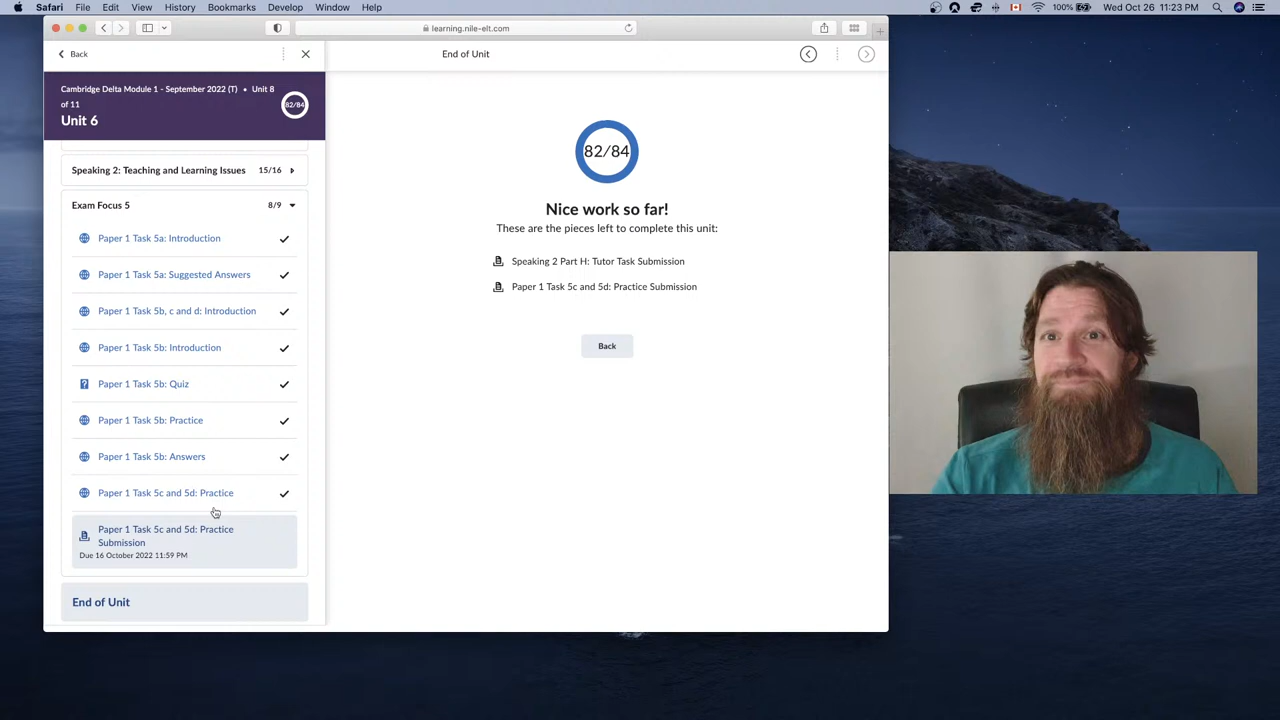 Safari File Edit View History Bookmarks Develop Window Help
100% Wed Oct 26 11:23 PM
learning.nile-elt.com
Back
End of Unit
Cambridge Delta Module 1 - September 2022 (T) • Unit 8
of 11
82/84
Unit 6
Speaking 2: Teaching and Learning Issues 15/16
Exam Focus 5 8/9
Paper 1 Task 5a: Introduction
Paper 1 Task 5a: Suggested Answers
Paper 1 Task 5b, c and d: Introduction
Paper 1 Task 5b: Introduction
Paper 1 Task 5b: Quiz
Paper 1 Task 5b: Practice
Paper 1 Task 5b: Answers
Paper 1 Task 5c and 5d: Practice
Paper 1 Task 5c and 5d: Practice
Submission
Due 16 October 2022 11:59 PM
End of Unit
82/84
Nice work so far!
These are the pieces left to complete this unit:
Speaking 2 Part H: Tutor Task Submission
Paper 1 Task 5c and 5d: Practice Submission
Back